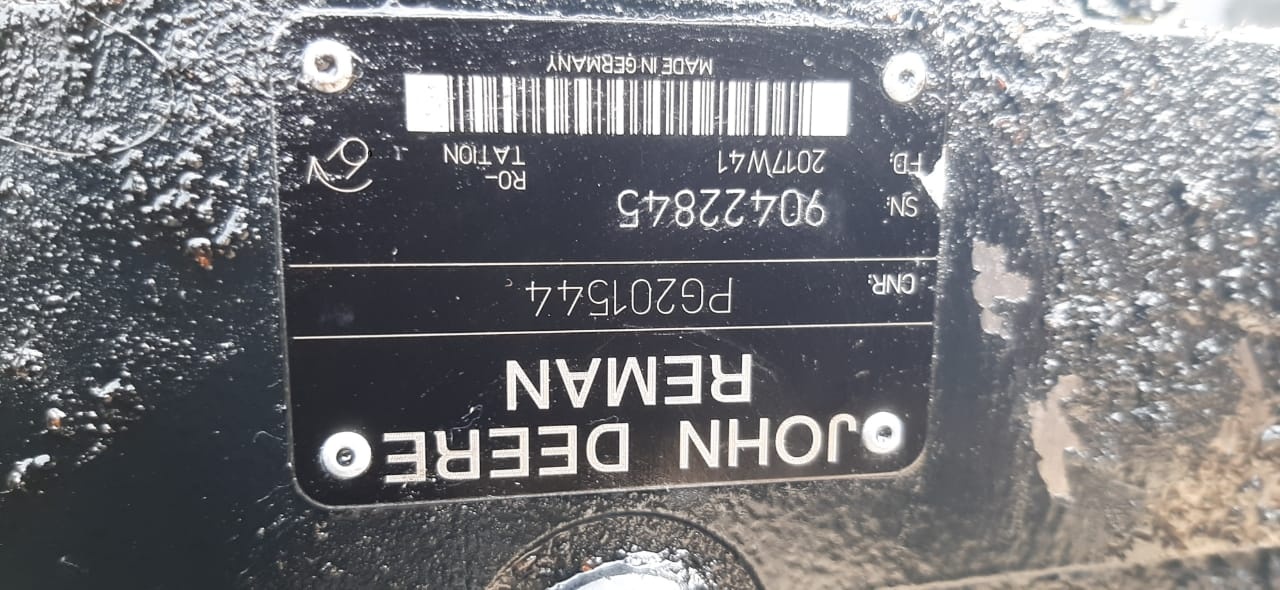 JOHN DEERE
REMAN
CNR: PG201544
SN: 90422845
FD: 2017W41
RO-
TATION
MADE IN GERMANY